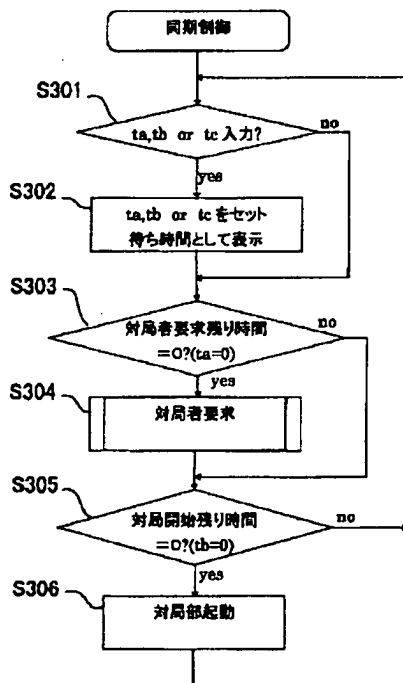 同期制御
S301
ta,tb or tc 入力?
no
yes
S302
ta,tb or tc をセット
待ち時間として表示
S303
対局者要求残り時間
=0?(ta=0)
no
yes
S304
対局者要求
S305
対局開始残り時間
=0?(tb=0)
no
yes
S306
対局部起動